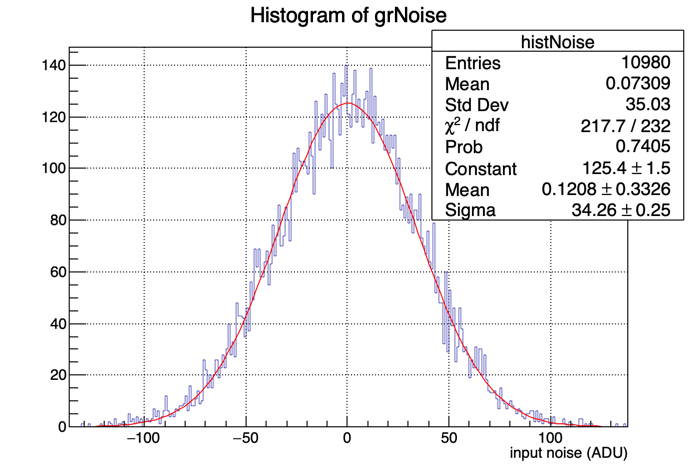 Histogram of grNoise
histNoise
Entries 10980
Mean 0.07309
Std Dev 35.03
χ² / ndf 217.7 / 232
Prob 0.7405
Constant 125.4 ± 1.5
Mean 0.1208 ± 0.3326
Sigma 34.26 ± 0.25
140
120
100
80
60
40
20
0
−100 −50 0 50 100
input noise (ADU)